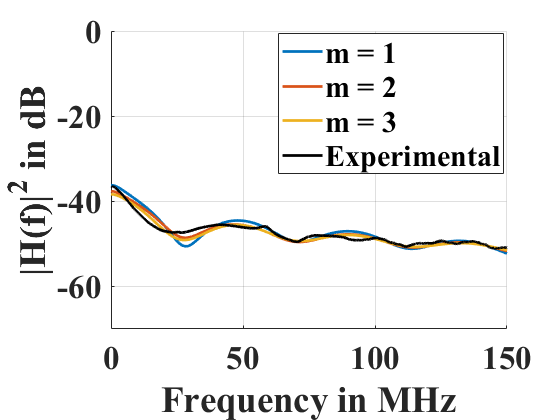 |H(f)|² in dB
0
-20
-40
-60
m = 1
m = 2
m = 3
Experimental
0 50 100 150
Frequency in MHz